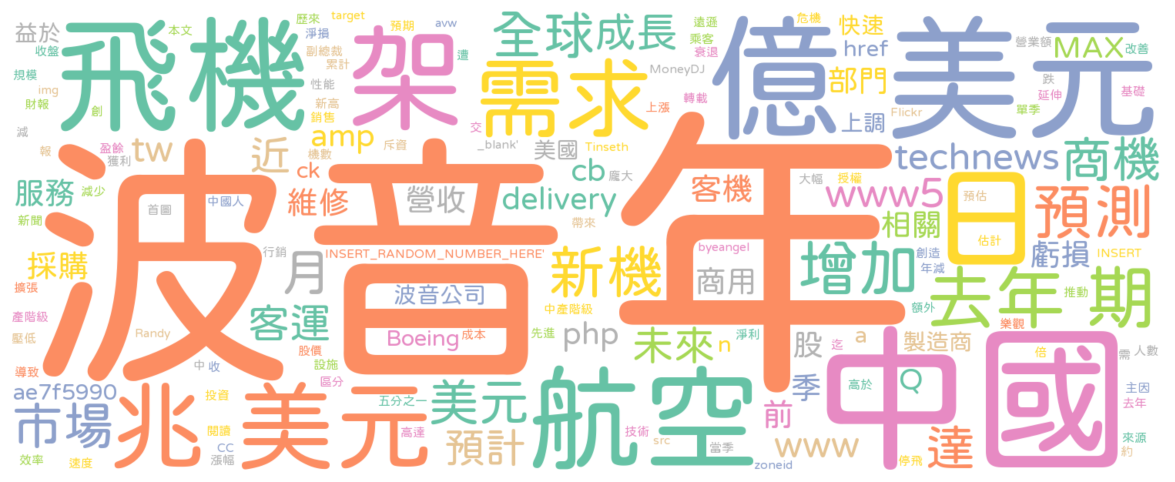 益於
收盤
規模
財報
創
減
報
本文
歷來
target
淨損
副總裁
累計
預期
avw
遭
飛機
架
全球成長
需求
MoneyDJ
上漲
遠遜
乘客
衰退
轉載
危機
快速
href
部門
上調
億美元
營業額
MAX
改善
跌
延伸
Flickr
單季
基礎
img
性能
新高
銷售
amp
機數
斥資
交
_blank'
美國
Tinseth
盈餘
獲利
tw
近
ck
cb
龐大
technews
商機
服務
減少
新聞
首圖
中國人
維修
營收
delivery
帶來
客機
大幅
授權
www5
相關
日
預估
估計
預測
波音
年
行銷
INSERT_RANDOM_NUMBER_HERE'
byeangel
採購
擴張
月
新機
商用
增加
創造
年減
虧損
INSERT
波音公司
中產階級
去年
期
推動
額外
樂觀
產階級
壓低
Randy
客運
Boeing
成本
先進
php
未來
n
淨利
股
迄
a
製造商
倍
需
人數
導致
中
收
股價
設施
區分
ae7f5990
兆美元
投資
五分之一
美元
航空
季
前
中國
高於
Q
主因
去年
市場
閱讀
CC
漲幅
高達
預計
技術
src
當季
www
zoneid
停飛
達
來源
約
效率
速度